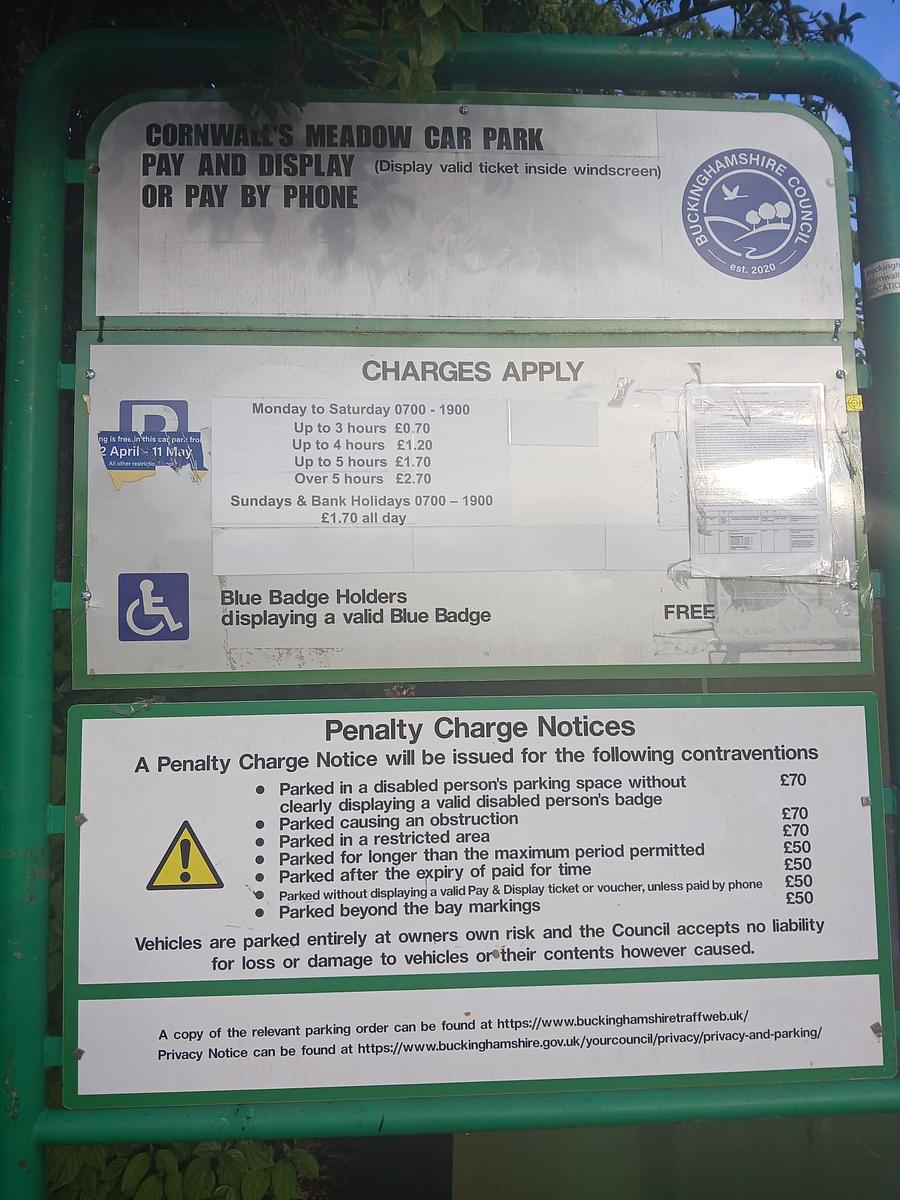 CORNWALL'S MEADOW CAR PARK
PAY AND DISPLAY (Display valid ticket inside windscreen)
OR PAY BY PHONE
BUCKINGHAMSHIRE COUNCIL
est. 2020
CHARGES APPLY
P
ng is free in this car park from
2 April - 11 May
All other
Monday to Saturday 0700 - 1900
Up to 3 hours £0.70
Up to 4 hours £1.20
Up to 5 hours £1.70
Over 5 hours £2.70
Sundays & Bank Holidays 0700 – 1900
£1.70 all day
Blue Badge Holders
displaying a valid Blue Badge FREE
Penalty Charge Notices
A Penalty Charge Notice will be issued for the following contraventions
● Parked in a disabled person's parking space without £70
clearly displaying a valid disabled person's badge
● Parked causing an obstruction £70
● Parked in a restricted area £70
● Parked for longer than the maximum period permitted £50
● Parked after the expiry of paid for time £50
● Parked without displaying a valid Pay & Display ticket or voucher, unless paid by phone £50
● Parked beyond the bay markings £50
Vehicles are parked entirely at owners own risk and the Council accepts no liability
for loss or damage to vehicles or their contents however caused.
A copy of the relevant parking order can be found at https://www.buckinghamshiretraffweb.uk/
Privacy Notice can be found at https://www.buckinghamshire.gov.uk/yourcouncil/privacy/privacy-and-parking/